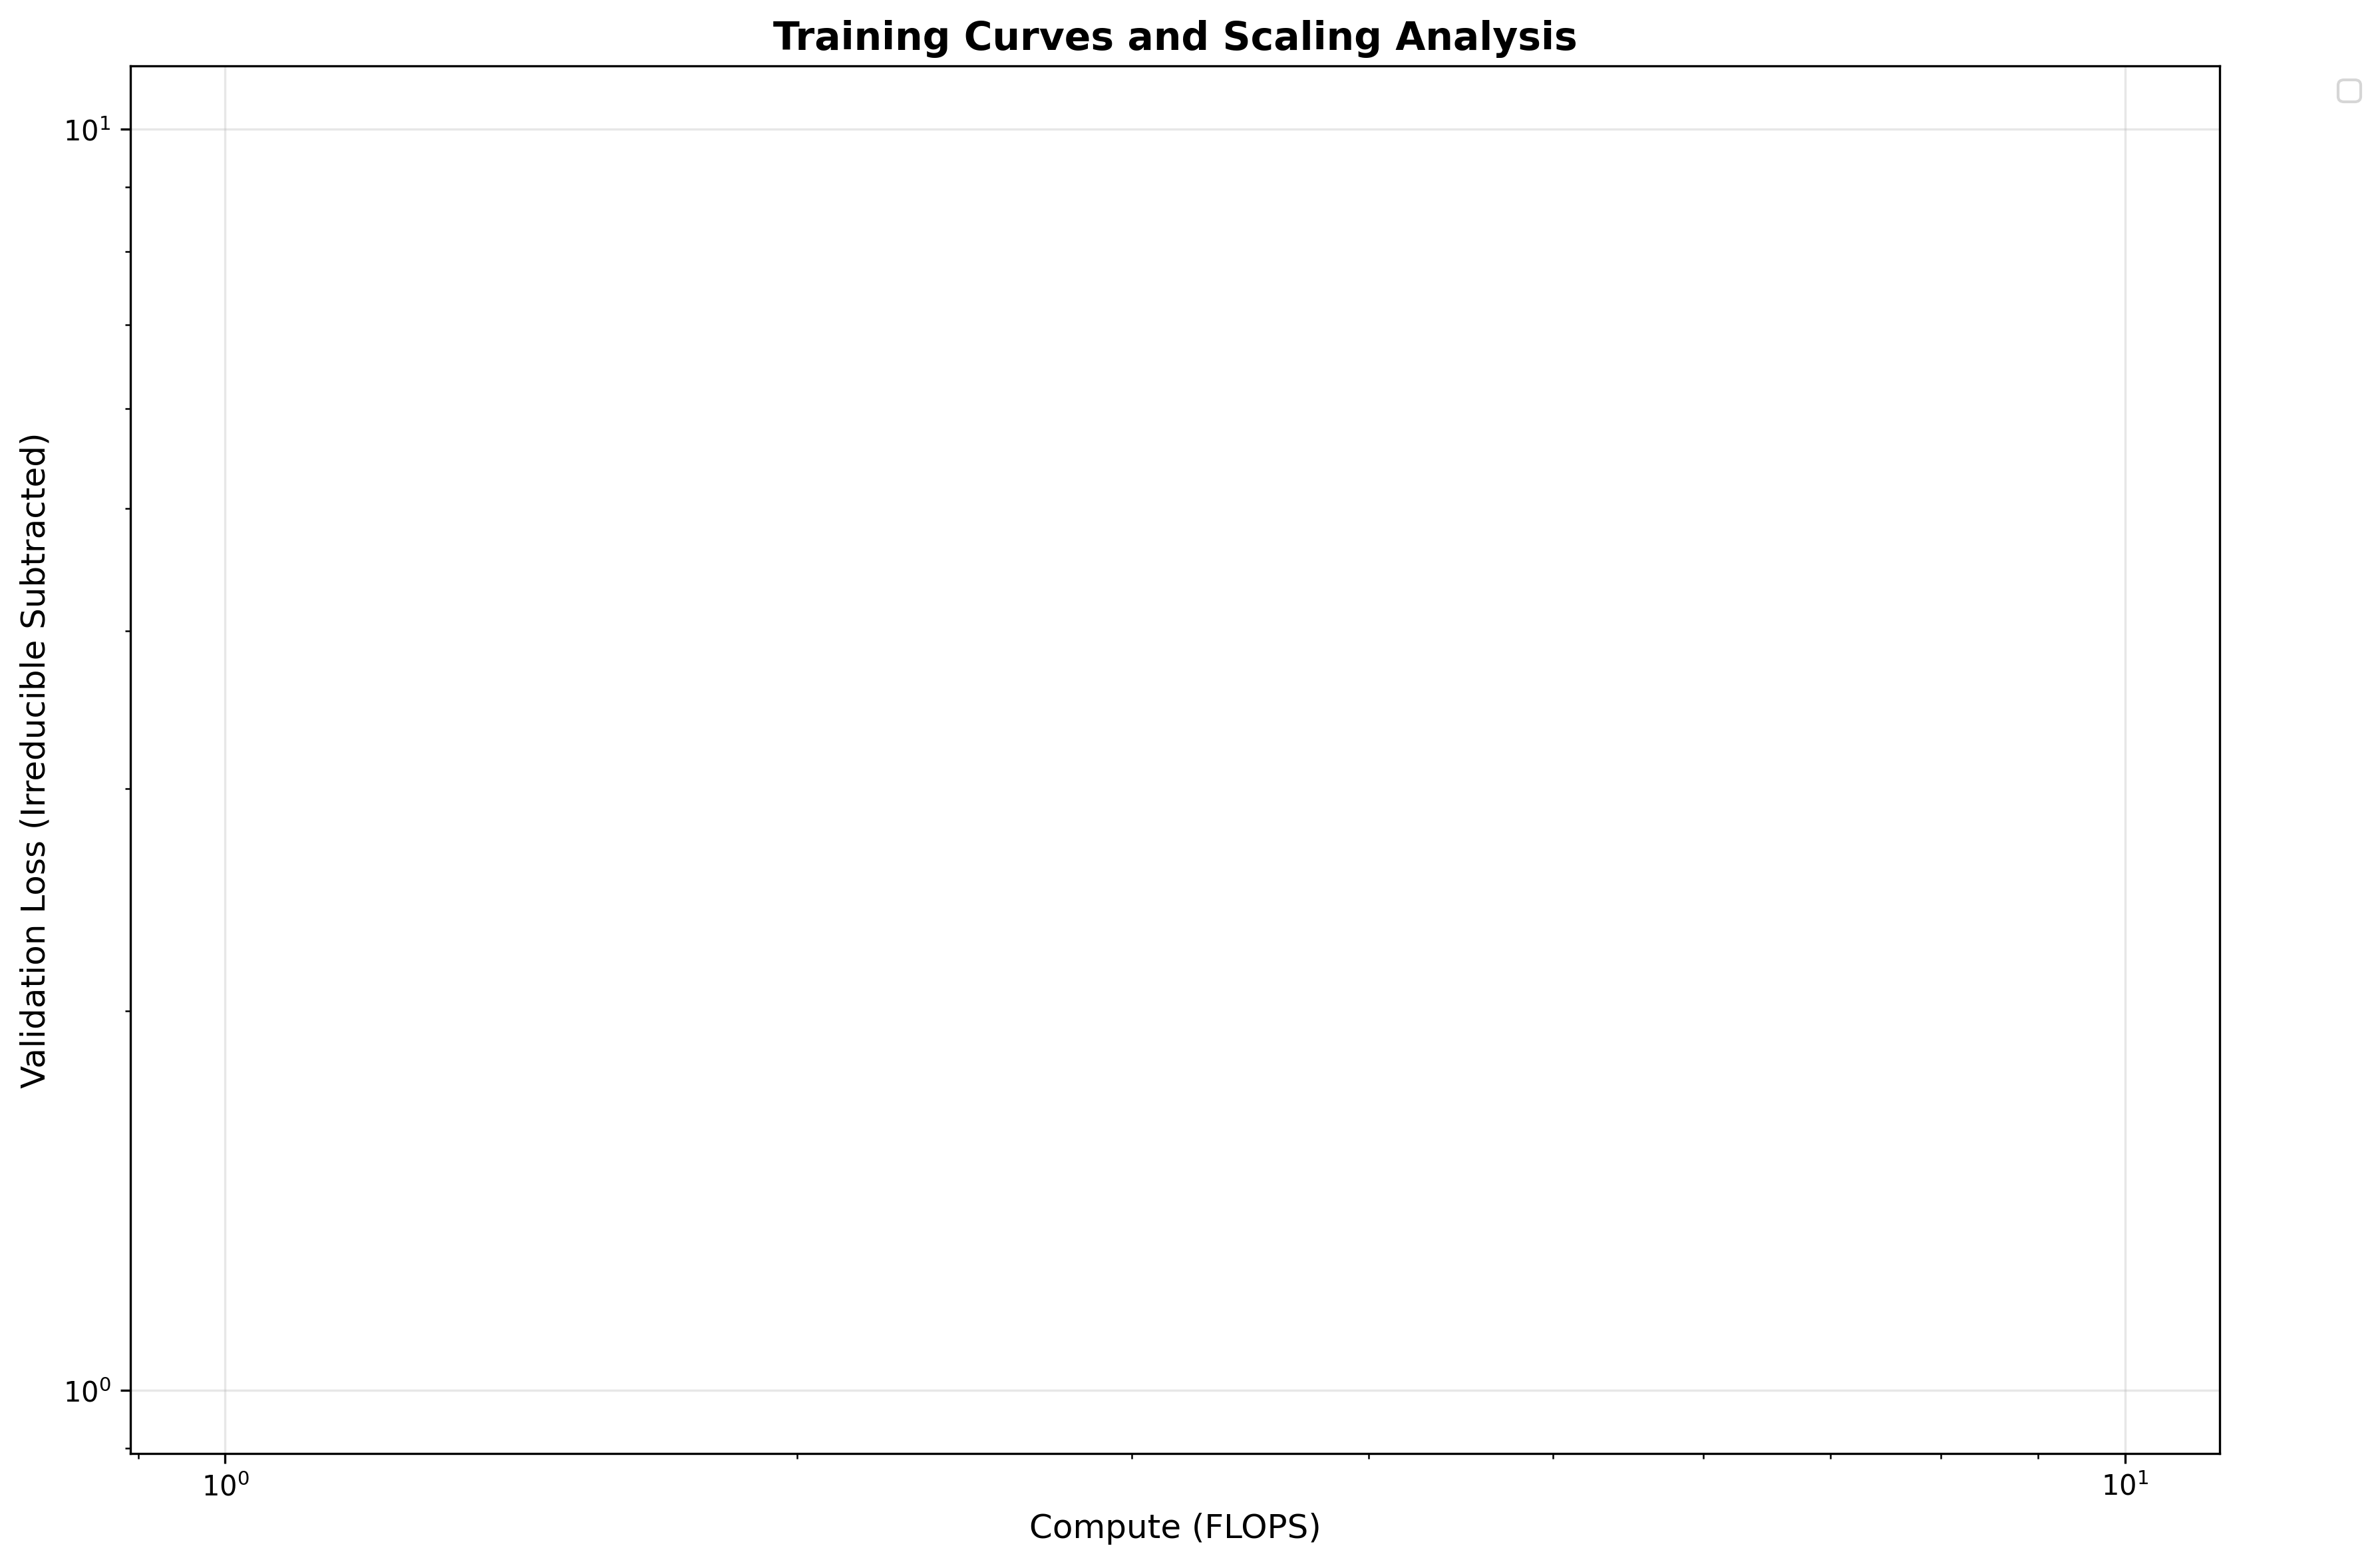 Training Curves and Scaling Analysis
Validation Loss (Irreducible Subtracted)
10¹
10⁰
10⁰
10¹
Compute (FLOPS)